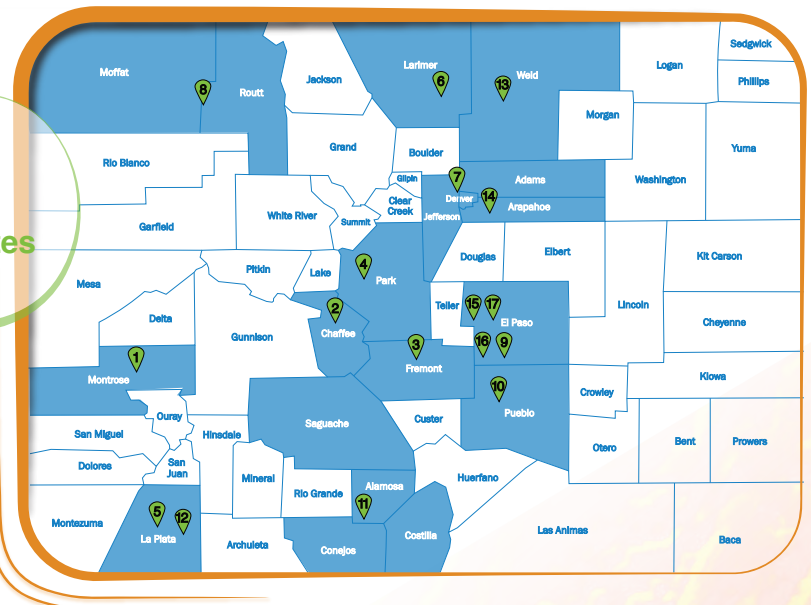 Moffat
8
Routt
Jackson
Larimer
6
Weld
13
Logan
Sedgwick
Phillips
Morgan
Rio Blanco
Grand
Boulder
Gilpin
7
Adams
Washington
Yuma
Garfield
White River
Summit
Clear
Creek
Denver
14
Jefferson
Arapahoe
es
Mesa
Pitkin
Lake
4
Park
Douglas
Elbert
Kit Carson
Delta
Gunnison
2
Chaffee
Teller
15
17
El Paso
16
9
Lincoln
Cheyenne
1
Montrose
3
Fremont
10
Pueblo
Crowley
Kiowa
Ouray
San Miguel
Hinsdale
Saguache
Custer
Otero
Bent
Prowers
Dolores
San
Juan
Mineral
Rio Grande
Alamosa
11
Huerfano
Montezuma
5
12
La Plata
Archuleta
Conejos
Costilla
Las Animas
Baca